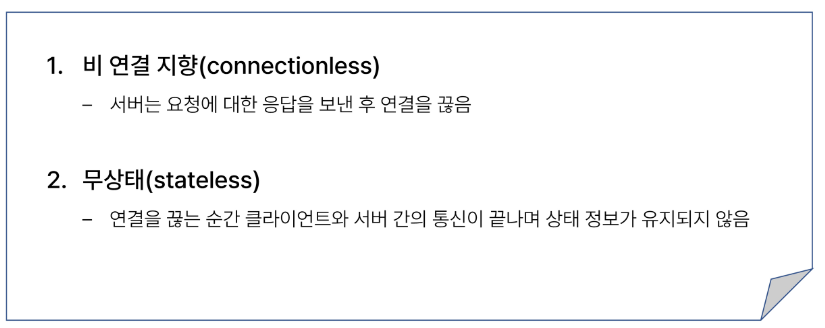 1. 비 연결 지향(connectionless)
– 서버는 요청에 대한 응답을 보낸 후 연결을 끊음
2. 무상태(stateless)
– 연결을 끊는 순간 클라이언트와 서버 간의 통신이 끝나며 상태 정보가 유지되지 않음